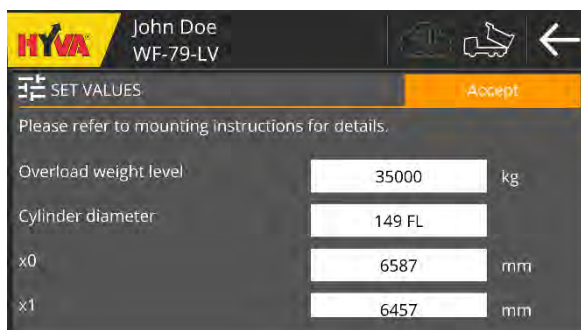 HYVA
John Doe
WF-79-LV
SET VALUES
Accept
Please refer to mounting instructions for details.
Overload weight level
35000
kg
Cylinder diameter
149 FL
x0
6587
mm
x1
6457
mm